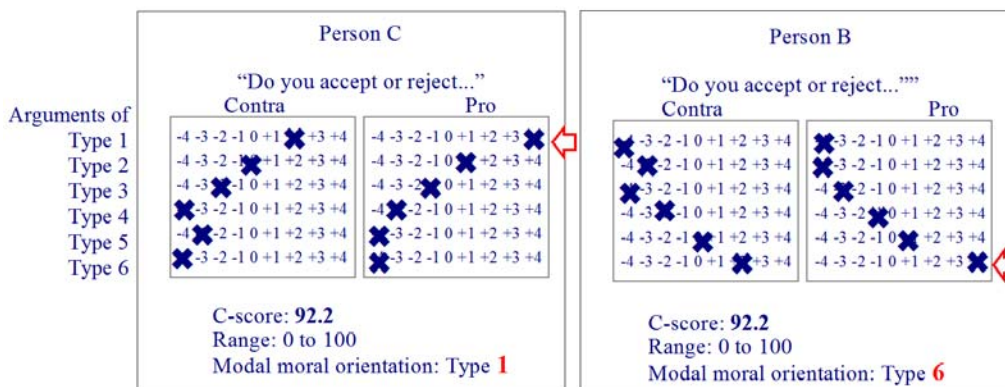 Person C
“Do you accept or reject...”
Contra Pro
Arguments of
Type 1 -4 -3 -2 -1 0 +1 +3 +4 -4 -3 -2 -1 0 +1 +2 +3
Type 2 -4 -3 -2 +1 +2 +3 +4 -4 -3 -2 -1 0 +2 +3 +4
Type 3 -4 -3 -1 0 +1 +2 +3 +4 -4 -3 -2 0 +1 +2 +3 +4
Type 4 -3 -2 -1 0 +1 +2 +3 +4 -4 -2 -1 0 +1 +2 +3 +4
Type 5 -4 -2 -1 0 +1 +2 +3 +4 -3 -2 -1 0 +1 +2 +3 +4
Type 6 -3 -2 -1 0 +1 +2 +3 +4 -3 -2 -1 0 +1 +2 +3 +4
C-score: 92.2
Range: 0 to 100
Modal moral orientation: Type 1
Person B
“Do you accept or reject...””” 
Contra Pro
-3 -2 -1 0 +1 +2 +3 +4 -3 -2 -1 0 +1 +2 +3 +4
-4 -2 -1 0 +1 +2 +3 +4 -3 -2 -1 0 +1 +2 +3 +4
-3 -2 -1 0 +1 +2 +3 +4 -4 -2 -1 0 +1 +2 +3 +4
-4 -3 -1 0 +1 +2 +3 +4 -4 -3 -2 0 +1 +2 +3 +4
-4 -3 -2 -1 +1 +2 +3 +4 -4 -3 -2 -1 0 +2 +3 +4
-4 -3 -2 -1 0 +1 +3 +4 -4 -3 -2 -1 0 +1 +2 +3
C-score: 92.2
Range: 0 to 100
Modal moral orientation: Type 6